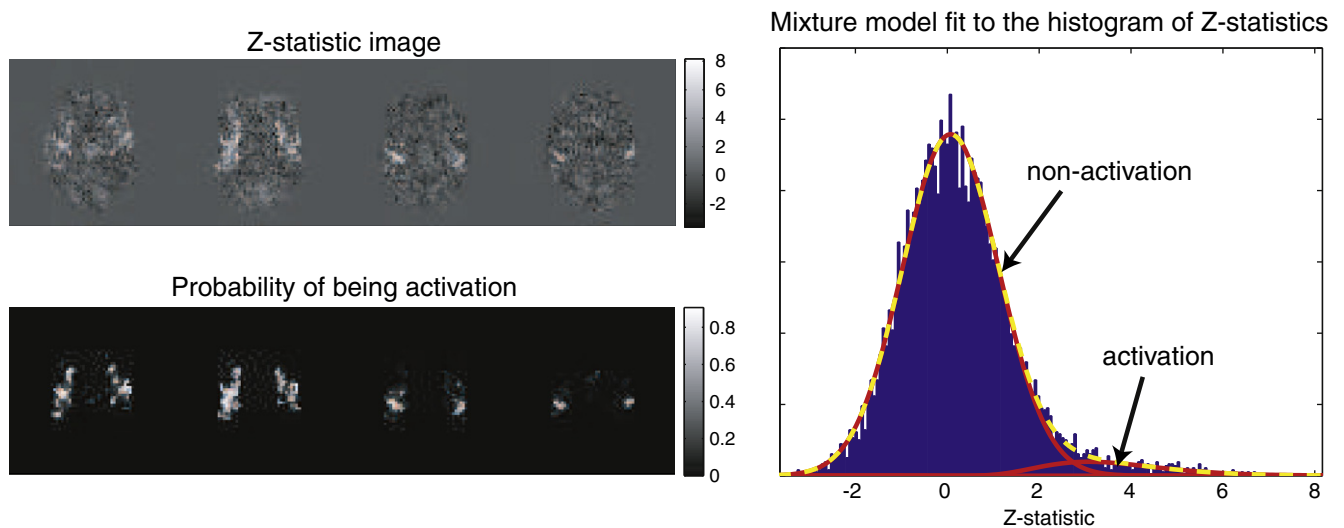 Z-statistic image
8
6
4
2
0
-2
Probability of being activation
0.8
0.6
0.4
0.2
0
Mixture model fit to the histogram of Z-statistics
non-activation
activation
-2 0 2 4 6 8
Z-statistic